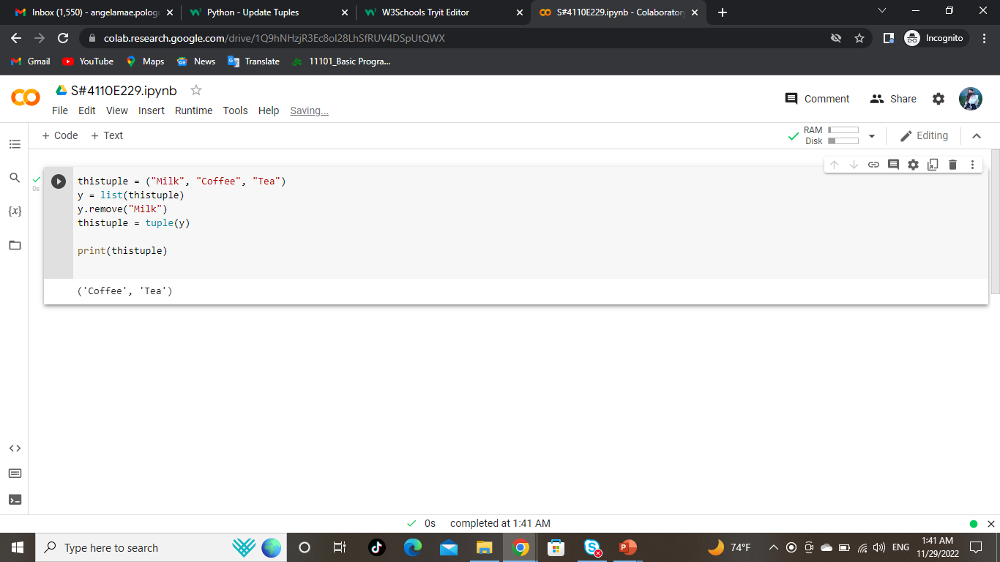 Inbox (1,550) - angelamae.polog
Python - Update Tuples
W3Schools Tryit Editor
S#4110E229.ipynb - Colaboratory
colab.research.google.com/drive/1Q9hNHzjR3Ec8oI28LhSfRUV4DSpUtQWX
Incognito
Gmail
YouTube
Maps
News
Translate
11101_Basic Progra...
S#4110E229.ipynb
Comment
Share
File Edit View Insert Runtime Tools Help Saving...
+ Code + Text
RAM
Disk
Editing
thistuple = ("Milk", "Coffee", "Tea")
0s
y = list(thistuple)
y.remove("Milk")
{x}
thistuple = tuple(y)
print(thistuple)
('Coffee', 'Tea')
0s completed at 1:41 AM
Type here to search
74°F
ENG
1:41 AM
11/29/2022